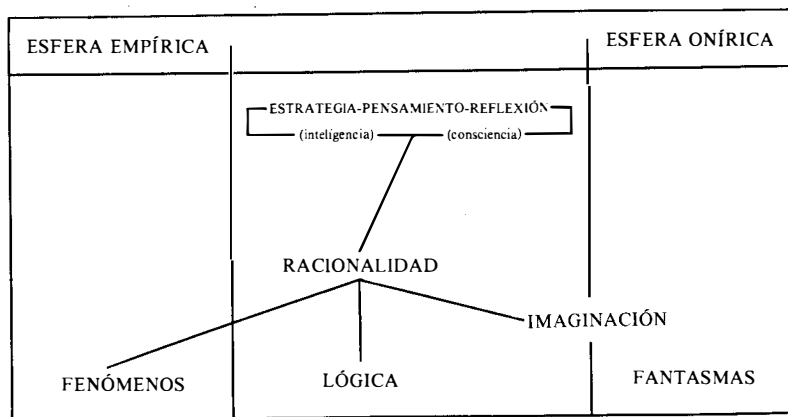 ESFERA EMPÍRICA
ESFERA ONÍRICA
ESTRATEGIA-PENSAMIENTO-REFLEXIÓN
(inteligencia) (consciencia)
RACIONALIDAD
IMAGINACIÓN
FENÓMENOS LÓGICA FANTASMAS